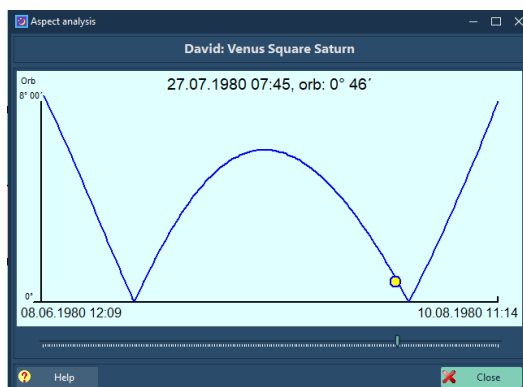 Aspect analysis
David: Venus Square Saturn
Orb
8° 00´
27.07.1980 07:45, orb: 0° 46´
0°
08.06.1980 12:09
10.08.1980 11:14
Help
Close